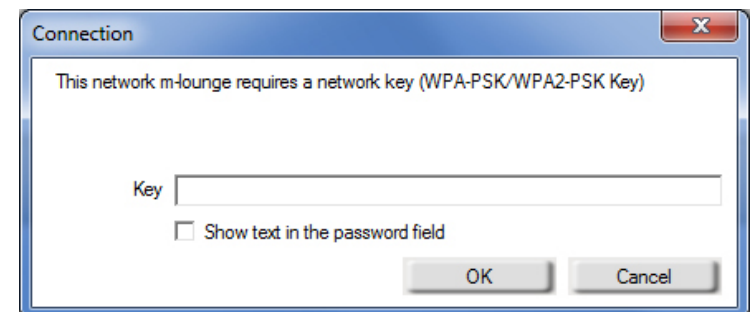 Connection
This network m-lounge requires a network key (WPA-PSK/WPA2-PSK Key)
Key
Show text in the password field
OK Cancel